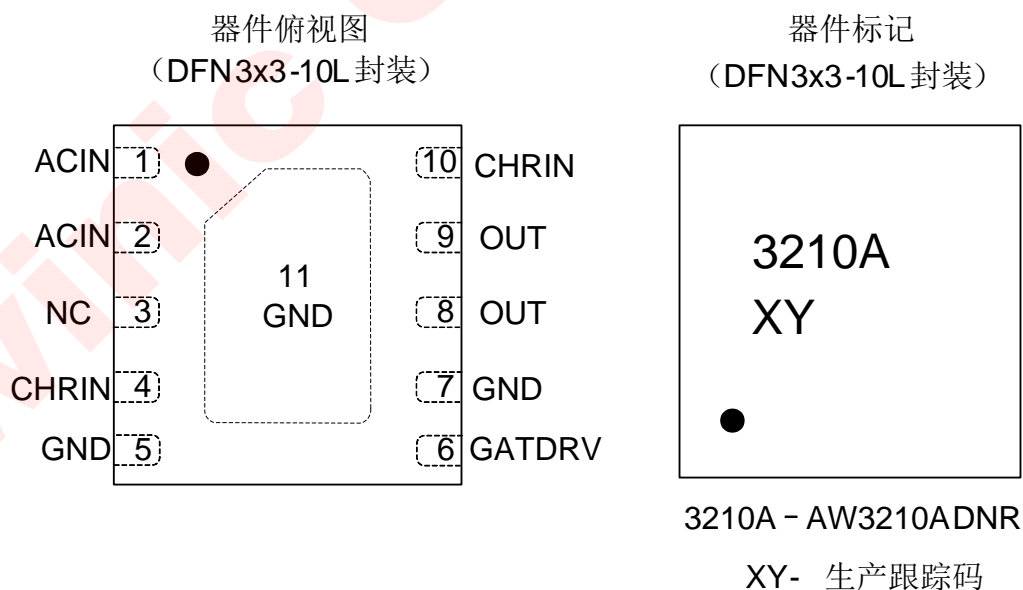 器件俯视图
（DFN3x3-10L封装）
ACIN 1
ACIN 2
NC 3
CHRIN 4
GND 5
11
GND
10 CHRIN
9 OUT
8 OUT
7 GND
6 GATDRV
器件标记
（DFN3x3-10L封装）
3210A
XY
3210A－AW3210ADNR
XY- 生产跟踪码